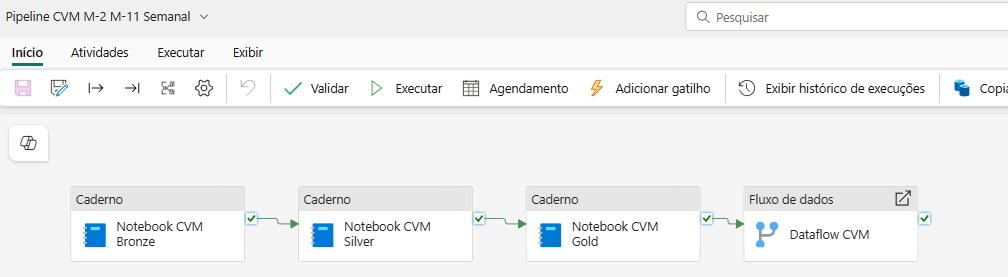 Pipeline CVM M-2 M-11 Semanal
Pesquisar
Início Atividades Executar Exibir
Validar Executar Agendamento Adicionar gatilho Exibir histórico de execuções Copia
Caderno Caderno Caderno Fluxo de dados
Notebook CVM Bronze
Notebook CVM Silver
Notebook CVM Gold
Dataflow CVM